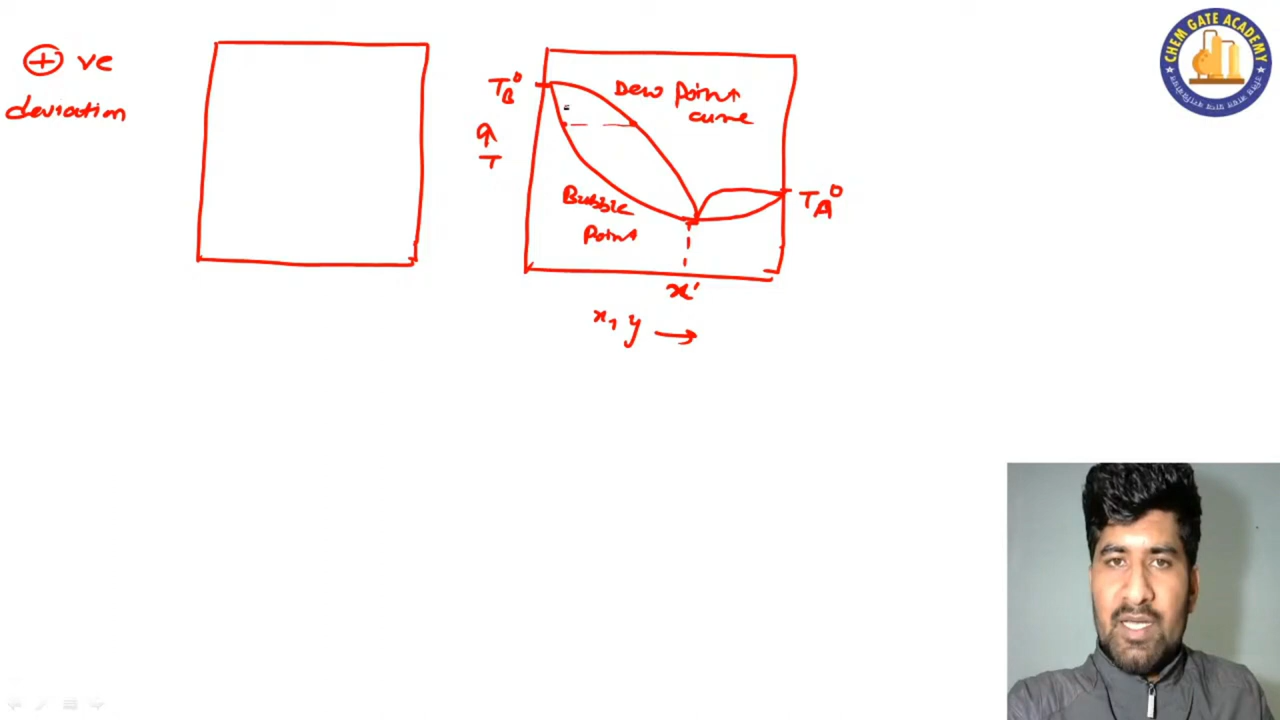 ⊕ ve
deviation
T_B°
Dew Point
curve
↑
T
Bubble
Point
T_A°
x'
x, y →
CHEM GATE ACADEMY